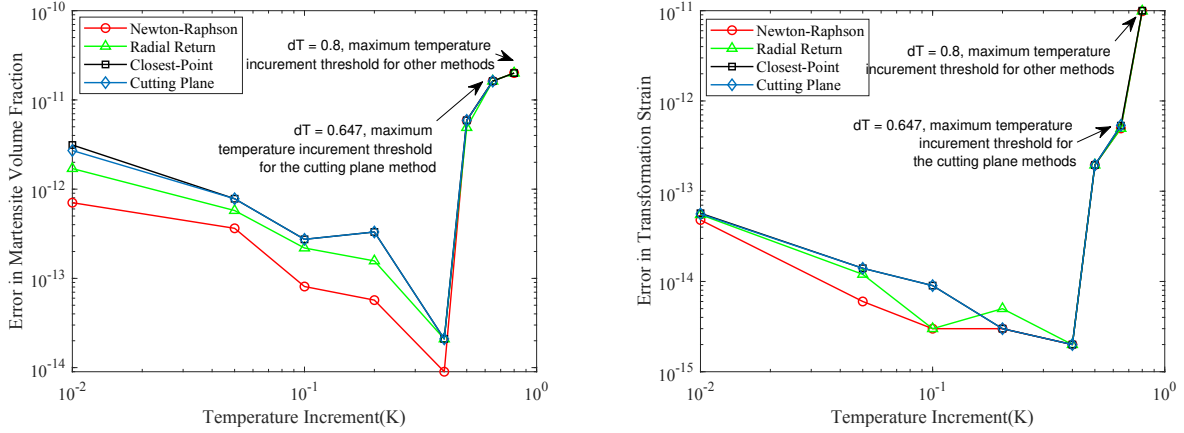 10^-10
10^-11
10^-12
10^-13
10^-14
Error in Martensite Volume Fraction
Newton-Raphson
Radial Return
Closest-Point
Cutting Plane
dT = 0.8, maximum temperature
incurement threshold for other methods
dT = 0.647, maximum
temperature incurement threshold
for the cutting plane method
10^-2
10^-1
10^0
Temperature Increment(K)
10^-11
10^-12
10^-13
10^-14
10^-15
Error in Transformation Strain
Newton-Raphson
Radial Return
Closest-Point
Cutting Plane
dT = 0.8, maximum temperature
incurement threshold for other methods
dT = 0.647, maximum temperature
incurement threshold for
the cutting plane methods
10^-2
10^-1
10^0
Temperature Increment(K)